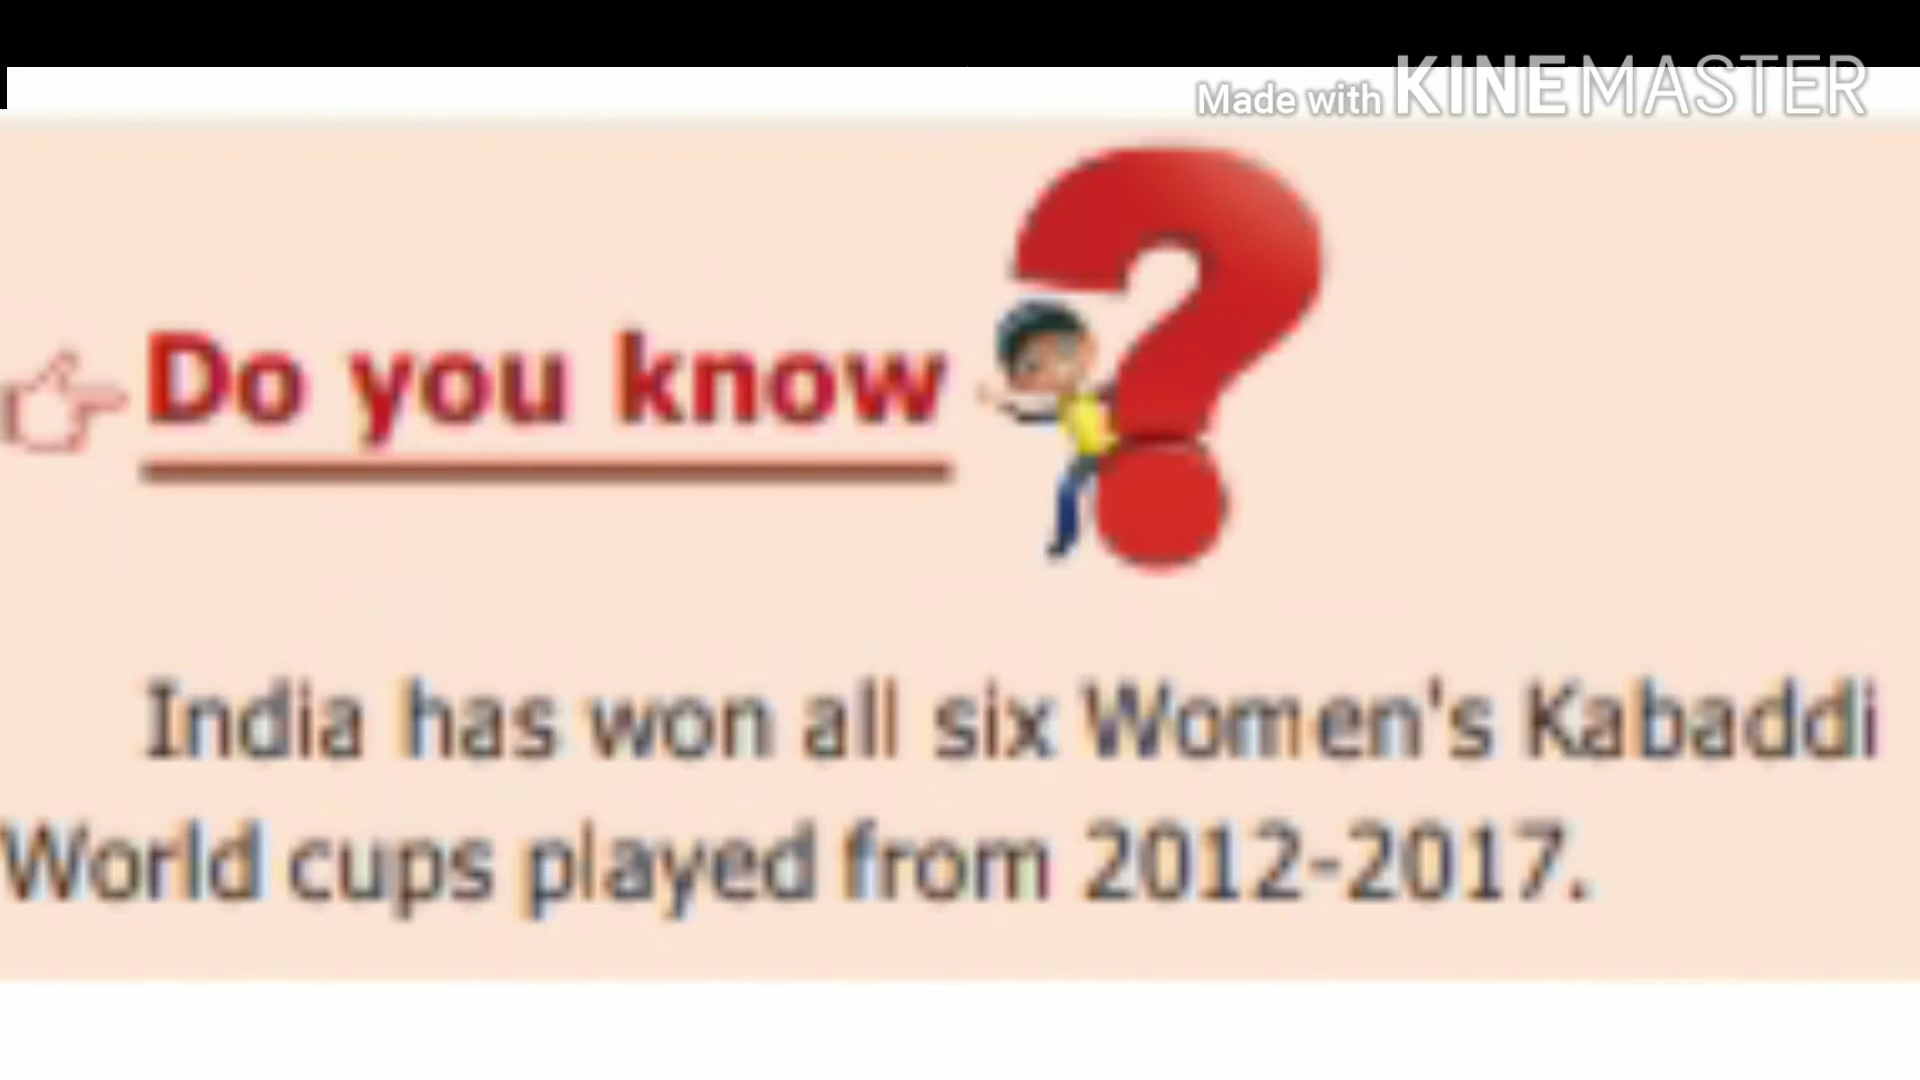 Made with KINEMASTER
Do you know
India has won all six Women's Kabaddi
World cups played from 2012-2017.